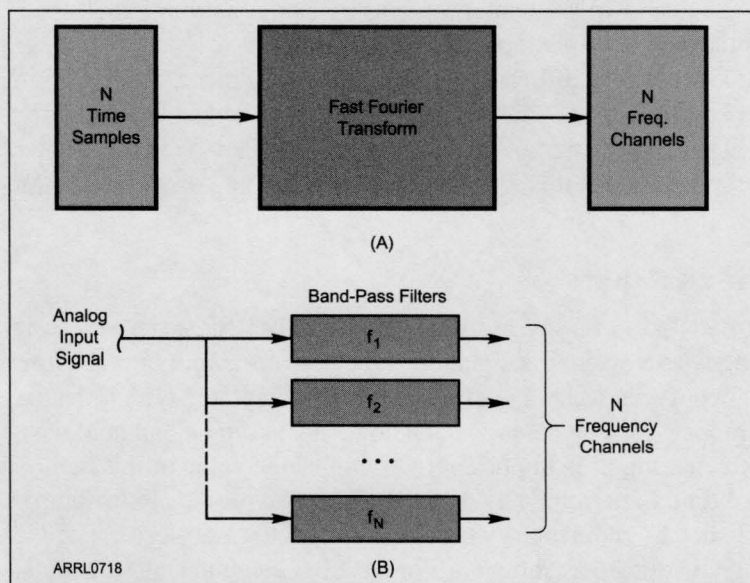 N
Time
Samples
Fast Fourier
Transform
N
Freq.
Channels
(A)
Band-Pass Filters
Analog
Input
Signal
f1
f2
• • •
fN
N
Frequency
Channels
ARRL0718
(B)